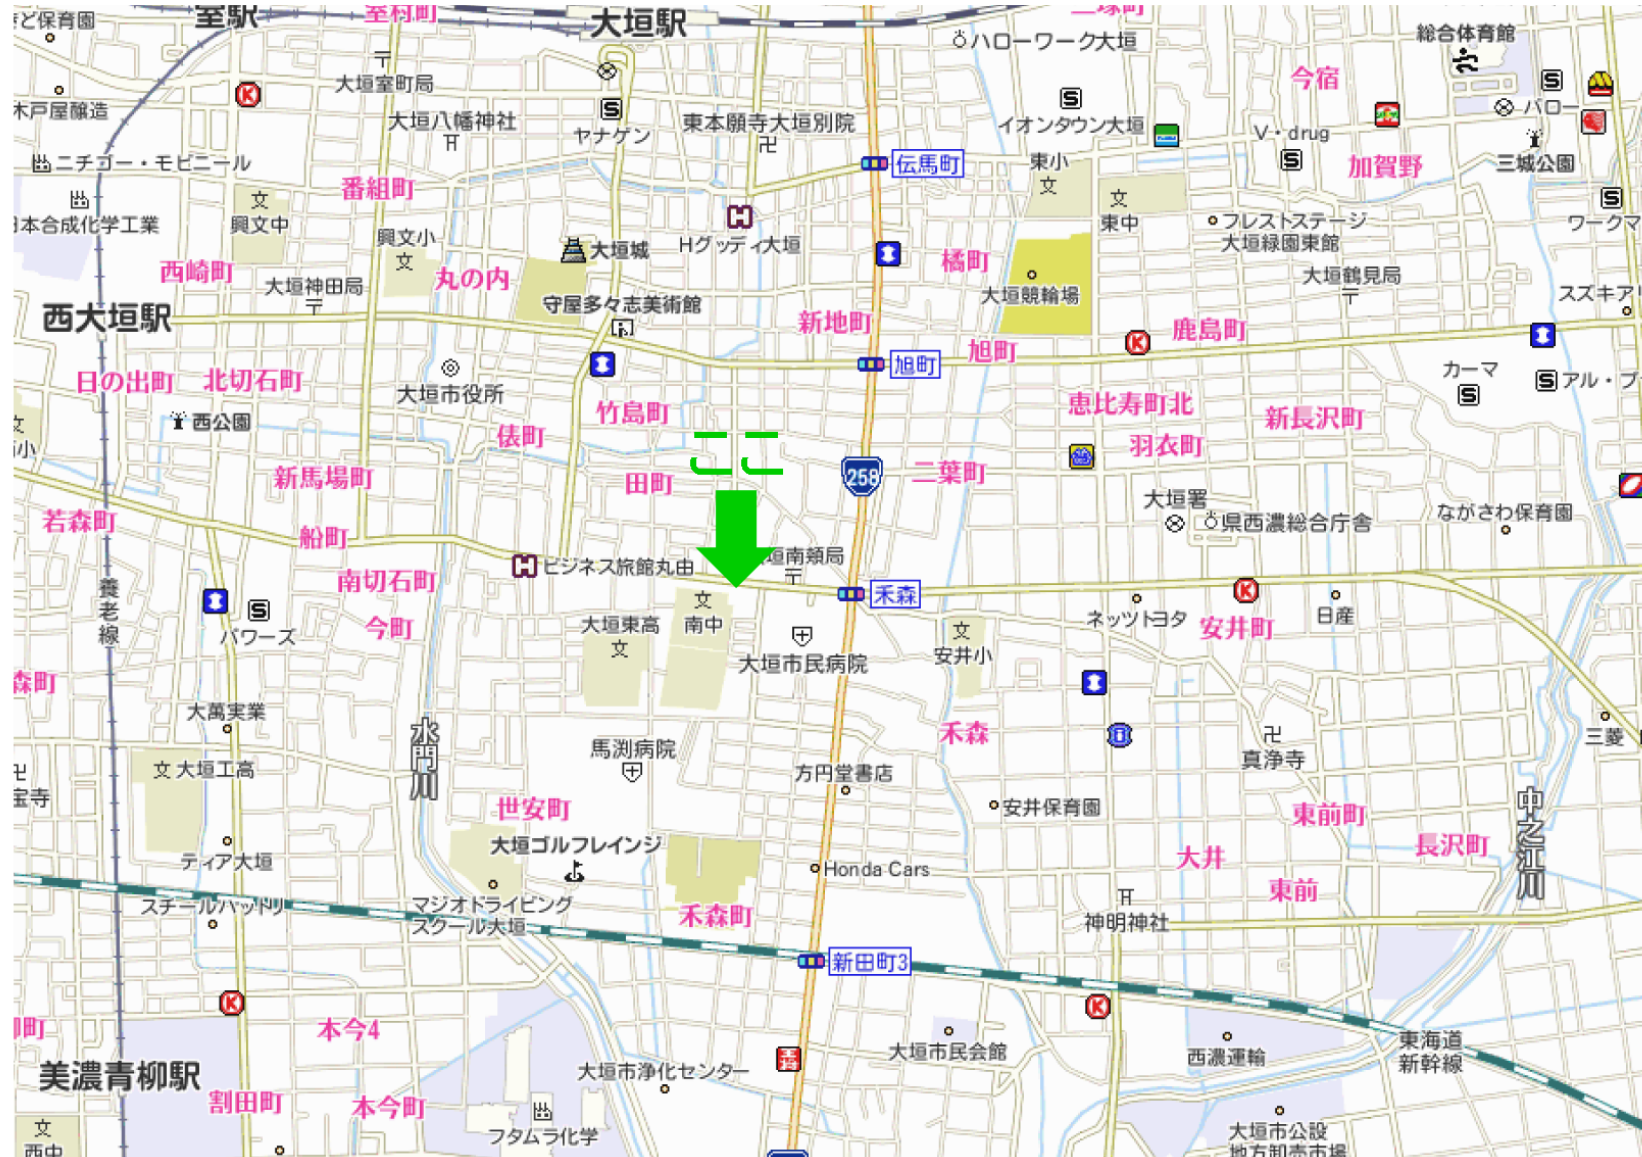 室駅
室村町
大垣駅
二塚町
ど保育園
ハローワーク大垣
総合体育館
大垣室町局
今宿
木戸屋醸造
大垣八幡神社
ヤナゲン
東本願寺大垣別院
イオンタウン大垣
V・drug
バロー
ニチゴー・モビニール
伝馬町
東小
加賀野
三城公園
番組町
日本合成化学工業
興文中
興文小
大垣城
Hグッディ大垣
東中
フレストステージ
大垣緑園東館
ワークマ
西崎町
大垣神田局
丸の内
橘町
大垣競輪場
大垣鶴見局
スズキアリ
守屋多々志美術館
西大垣駅
新地町
旭町
旭町
鹿島町
日の出町
北切石町
大垣市役所
カーマ
アル・プ
西公園
竹島町
恵比寿町北
新長沢町
俵町
羽衣町
小
ここ
新馬場町
田町
258
二葉町
大垣署
県西濃総合庁舎
ながさわ保育園
若森町
船町
ビジネス旅館丸由
垣南頬局
養老線
南切石町
禾森
ネッツトヨタ
日産
パワーズ
今町
大垣東高
南中
安井町
大垣市民病院
安井小
森町
大萬実業
水門川
禾森
三菱
大垣工高
馬渕病院
方円堂書店
真浄寺
宝寺
世安町
安井保育園
東前町
中之江川
ティア大垣
大垣ゴルフレインジ
Honda Cars
大井
長沢町
東前
スチールハットリ
マジオドライビング
スクール大垣
禾森町
神明神社
新田町3
本今4
大垣市民会館
西濃運輸
東海道
新幹線
美濃青柳駅
大垣市浄化センター
割田町
本今町
フタムラ化学
大垣市公設
地方卸売市場
西中